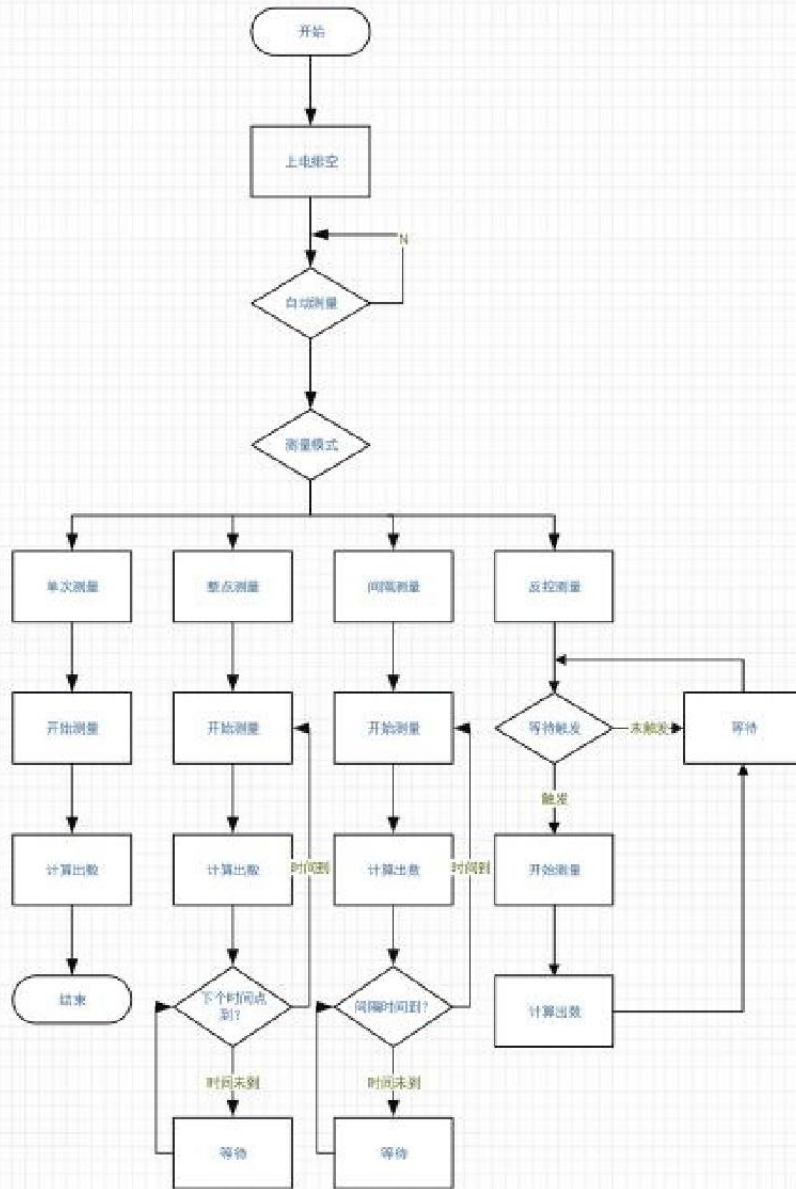 开始
上电排空
N
自动测量
测量模式
单次测量
整点测量
间隔测量
反控测量
开始测量
开始测量
开始测量
等待触发
未触发
等待
触发
计算出数
计算出数
时间到
计算出数
时间到
开始测量
结束
下个时间点
到?
间隔时间到?
计算出数
时间未到
时间未到
等待
等待